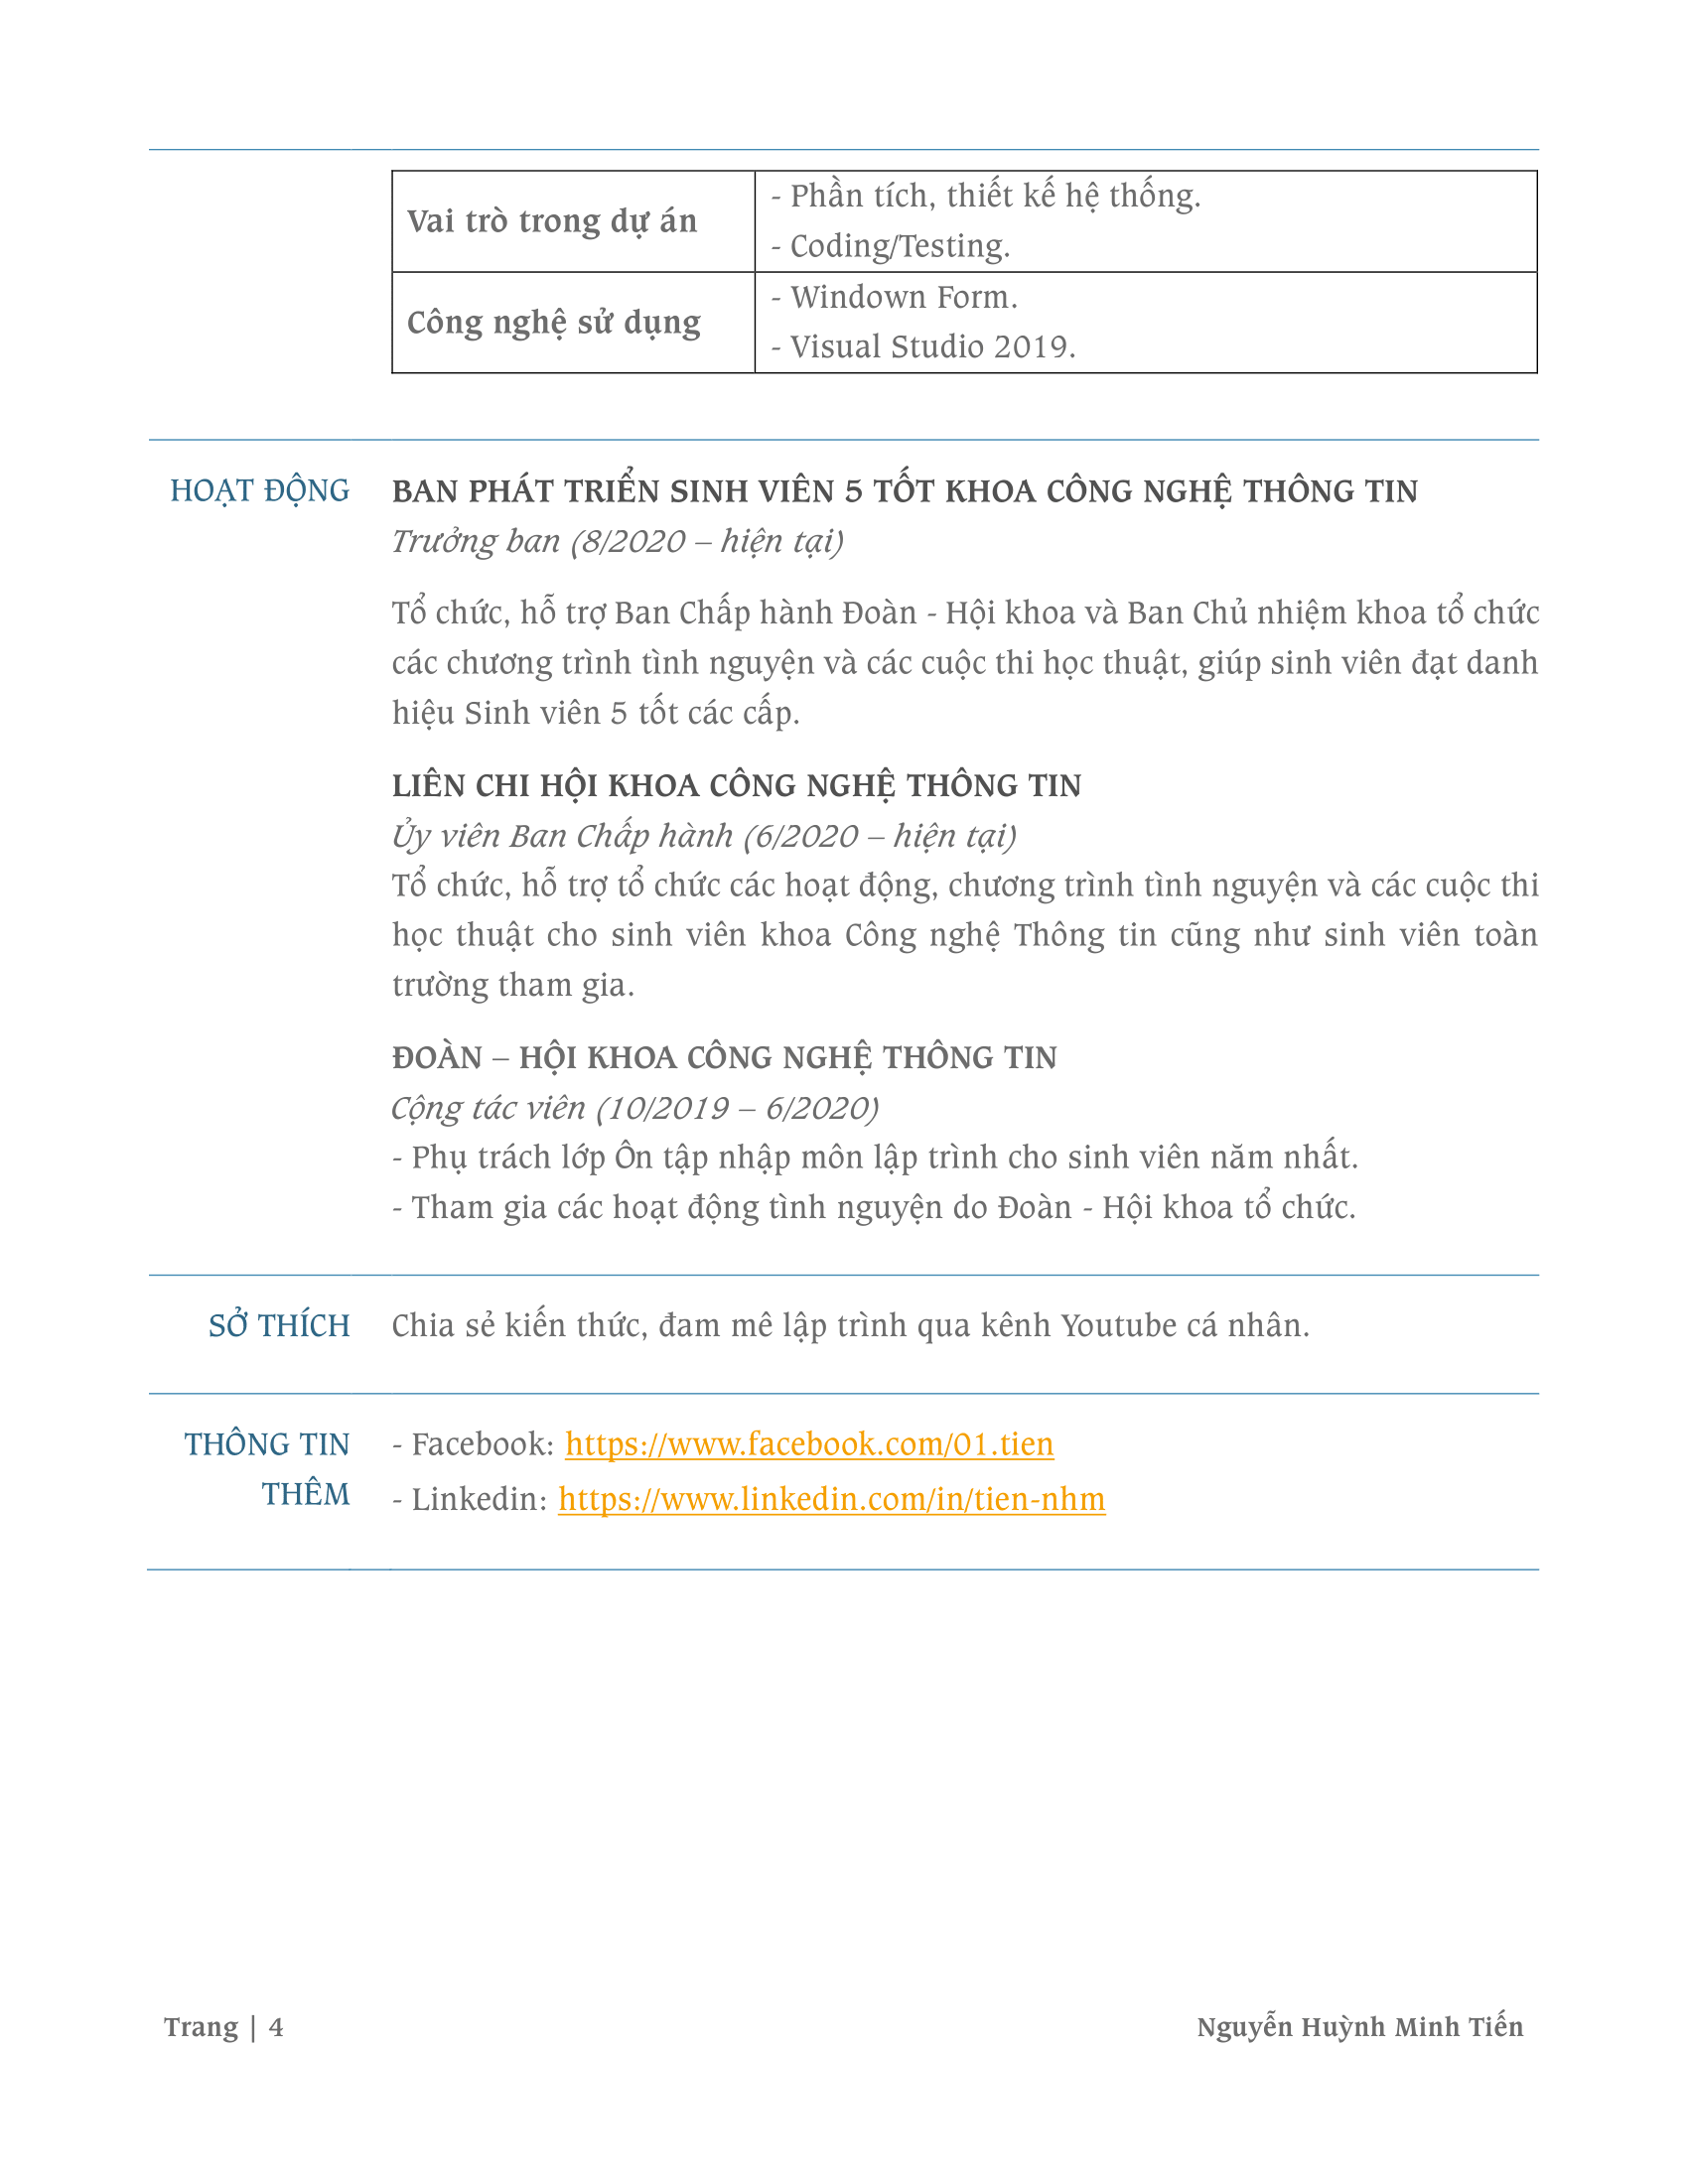 Vai trò trong dự án
- Phần tích, thiết kế hệ thống.
- Coding/Testing.
Công nghệ sử dụng
- Windown Form.
- Visual Studio 2019.
HOẠT ĐỘNG
BAN PHÁT TRIỂN SINH VIÊN 5 TỐT KHOA CÔNG NGHỆ THÔNG TIN
Trưởng ban (8/2020 – hiện tại)
Tổ chức, hỗ trợ Ban Chấp hành Đoàn - Hội khoa và Ban Chủ nhiệm khoa tổ chức
các chương trình tình nguyện và các cuộc thi học thuật, giúp sinh viên đạt danh
hiệu Sinh viên 5 tốt các cấp.
LIÊN CHI HỘI KHOA CÔNG NGHỆ THÔNG TIN
Ủy viên Ban Chấp hành (6/2020 – hiện tại)
Tổ chức, hỗ trợ tổ chức các hoạt động, chương trình tình nguyện và các cuộc thi
học thuật cho sinh viên khoa Công nghệ Thông tin cũng như sinh viên toàn
trường tham gia.
ĐOÀN – HỘI KHOA CÔNG NGHỆ THÔNG TIN
Cộng tác viên (10/2019 – 6/2020)
- Phụ trách lớp Ôn tập nhập môn lập trình cho sinh viên năm nhất.
- Tham gia các hoạt động tình nguyện do Đoàn - Hội khoa tổ chức.
SỞ THÍCH
Chia sẻ kiến thức, đam mê lập trình qua kênh Youtube cá nhân.
THÔNG TIN
THÊM
- Facebook: https://www.facebook.com/01.tien
- Linkedin: https://www.linkedin.com/in/tien-nhm
Trang | 4
Nguyễn Huỳnh Minh Tiến